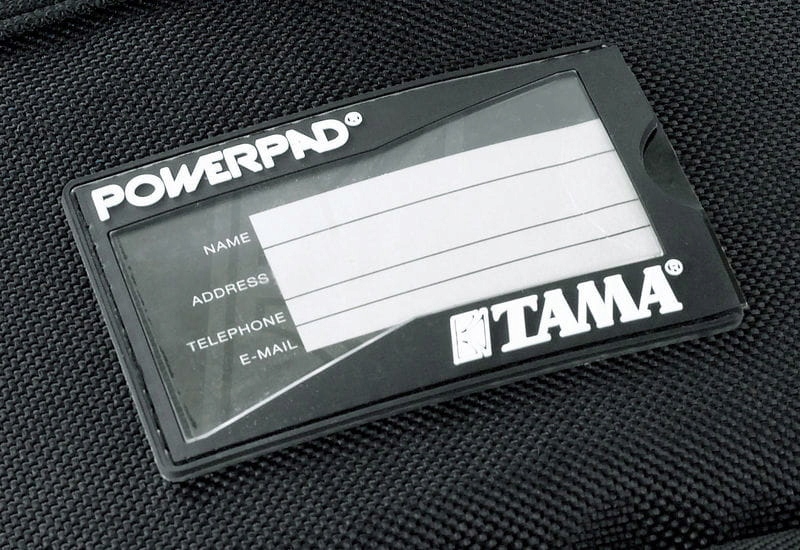 POWERPAD®
NAME
ADDRESS
TELEPHONE
E-MAIL
TAMA®